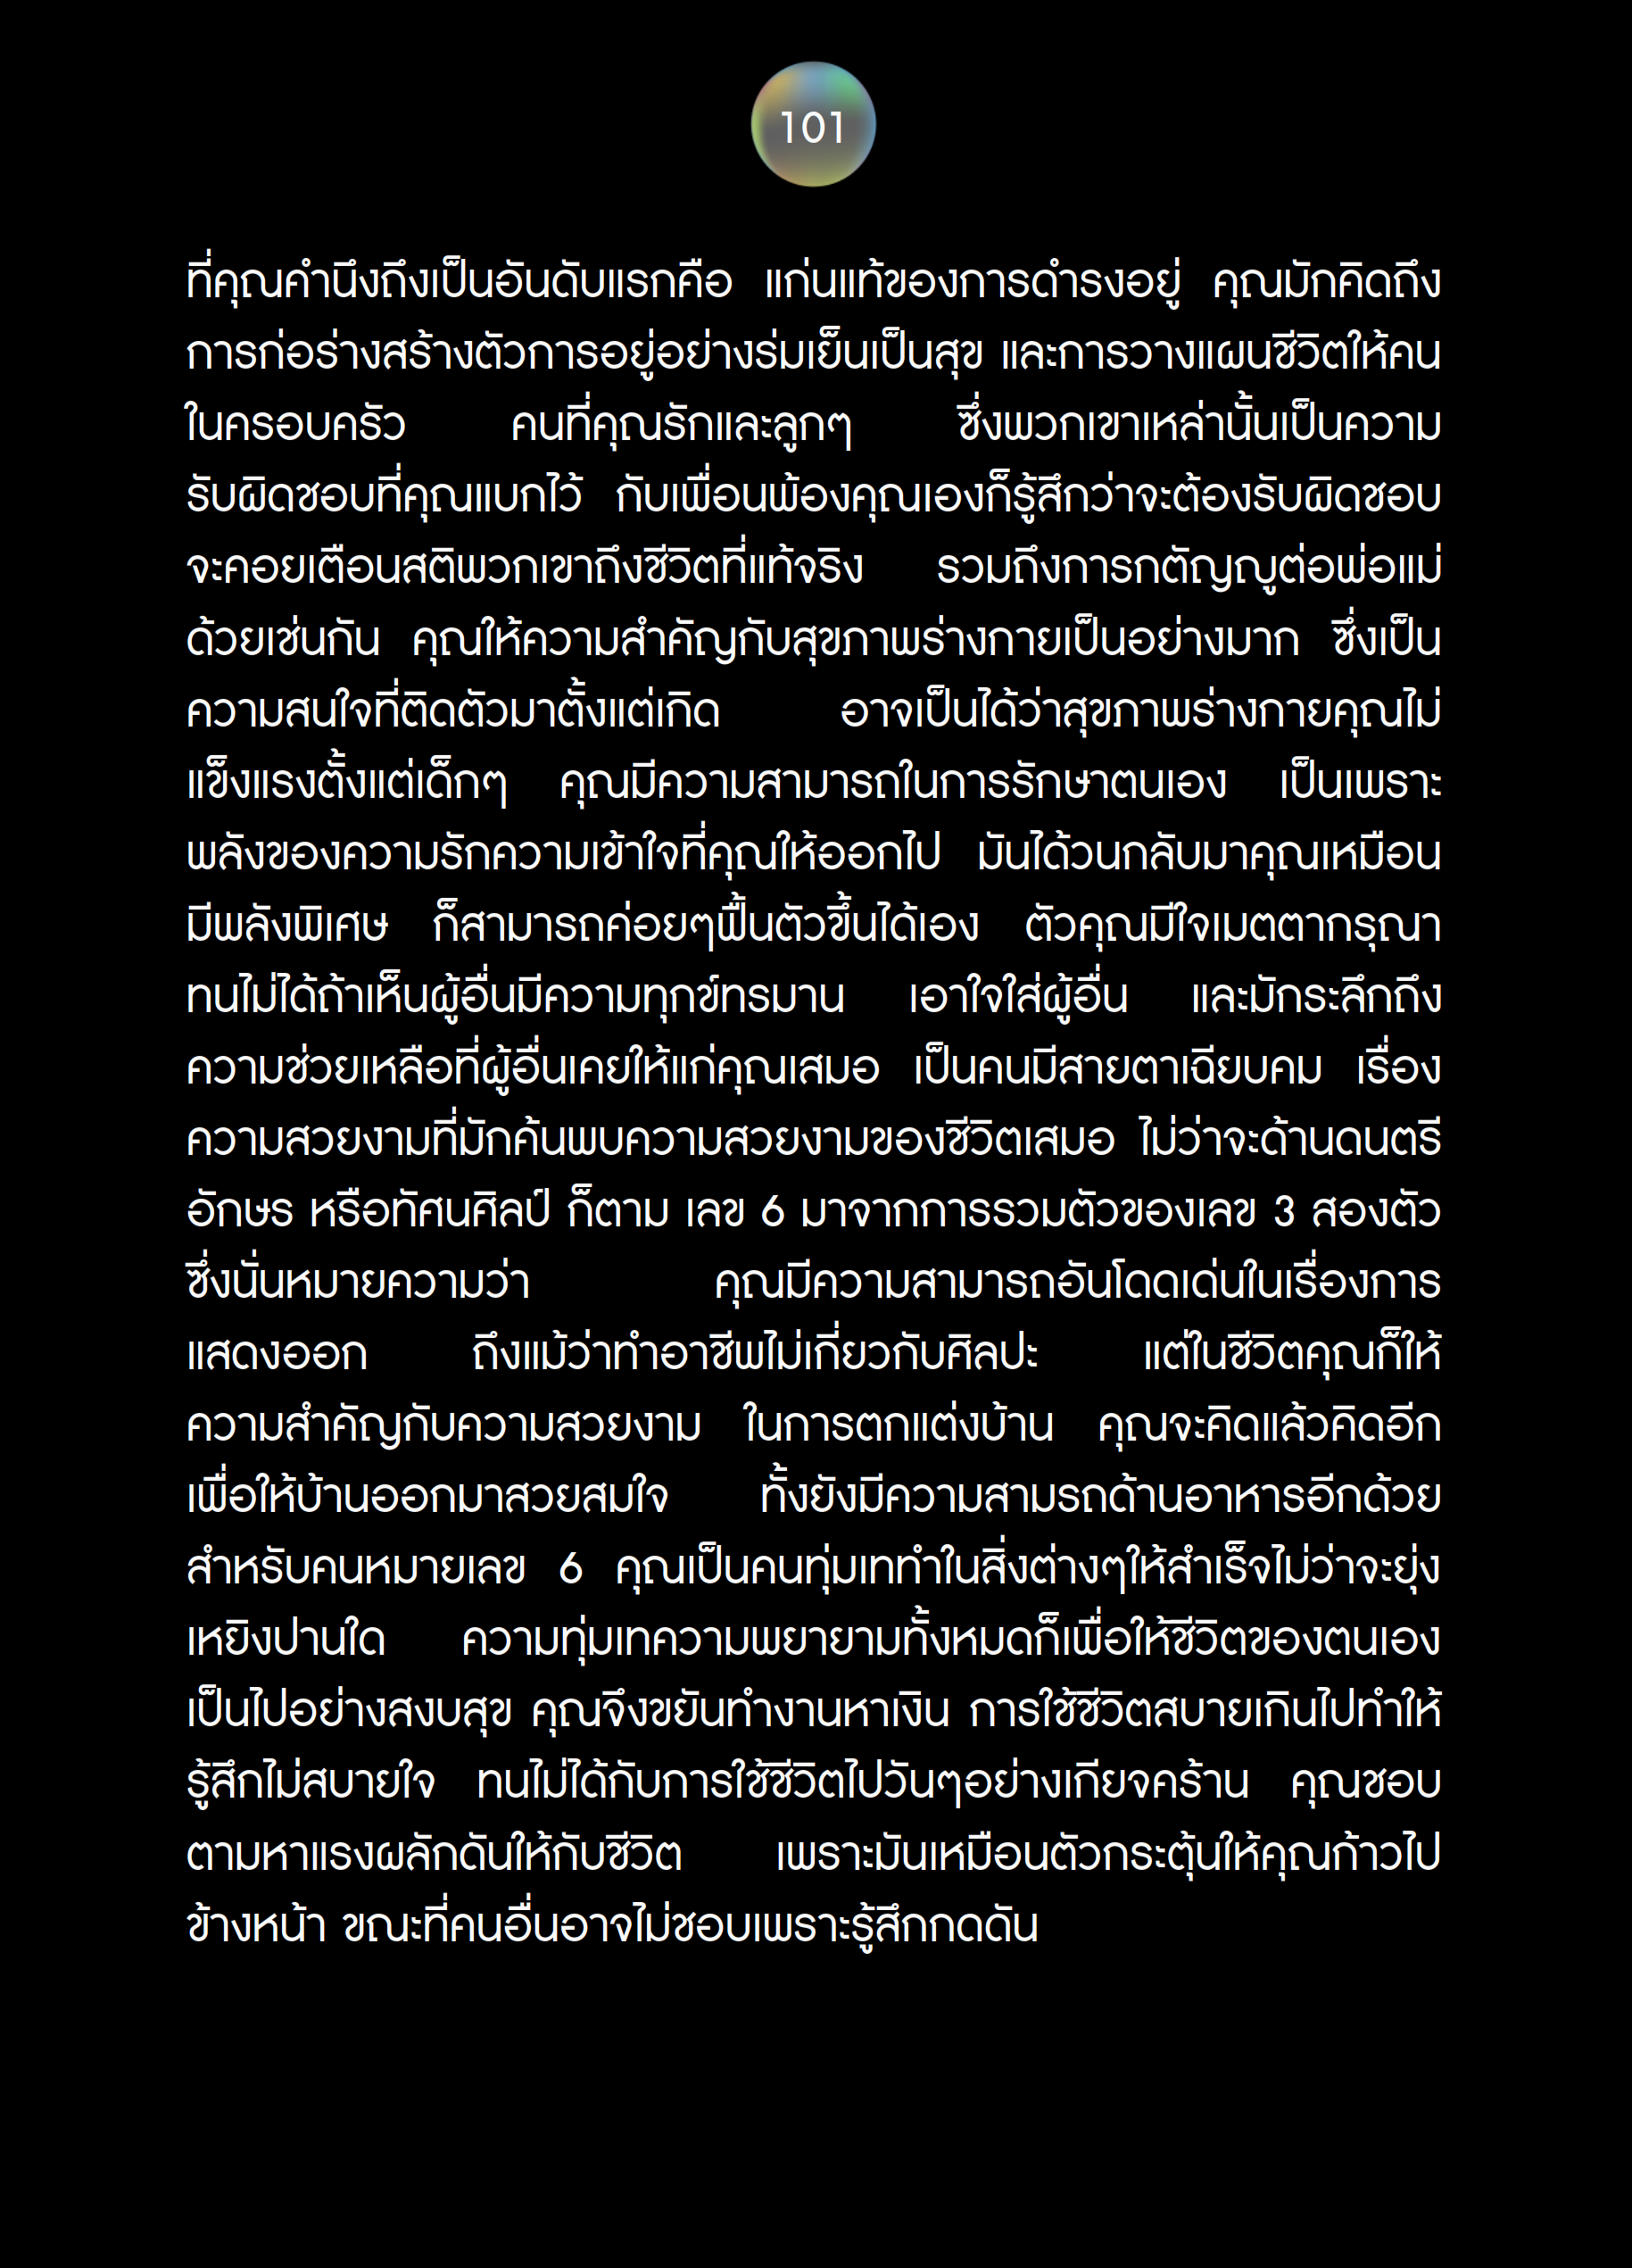 101
ที่คุณคำนึงถึงเป็นอันดับแรกคือ แก่นแท้ของการดำรงอยู่ คุณมักคิดถึง
การก่อร่างสร้างตัวการอยู่อย่างร่มเย็นเป็นสุข และการวางแผนชีวิตให้คน
ในครอบครัว คนที่คุณรักและลูกๆ ซึ่งพวกเขาเหล่านั้นเป็นความ
รับผิดชอบที่คุณแบกไว้ กับเพื่อนพ้องคุณเองก็รู้สึกว่าจะต้องรับผิดชอบ
จะคอยเตือนสติพวกเขาถึงชีวิตที่แท้จริง รวมถึงการกตัญญูต่อพ่อแม่
ด้วยเช่นกัน คุณให้ความสำคัญกับสุขภาพร่างกายเป็นอย่างมาก ซึ่งเป็น
ความสนใจที่ติดตัวมาตั้งแต่เกิด อาจเป็นได้ว่าสุขภาพร่างกายคุณไม่
แข็งแรงตั้งแต่เด็กๆ คุณมีความสามารถในการรักษาตนเอง เป็นเพราะ
พลังของความรักความเข้าใจที่คุณให้ออกไป มันได้วนกลับมาคุณเหมือน
มีพลังพิเศษ ก็สามารถค่อยๆฟื้นตัวขึ้นได้เอง ตัวคุณมีใจเมตตากรุณา
ทนไม่ได้ถ้าเห็นผู้อื่นมีความทุกข์ทรมาน เอาใจใส่ผู้อื่น และมักระลึกถึง
ความช่วยเหลือที่ผู้อื่นเคยให้แก่คุณเสมอ เป็นคนมีสายตาเฉียบคม เรื่อง
ความสวยงามที่มักค้นพบความสวยงามของชีวิตเสมอ ไม่ว่าจะด้านดนตรี
อักษร หรือทัศนศิลป์ ก็ตาม เลข 6 มาจากการรวมตัวของเลข 3 สองตัว
ซึ่งนั่นหมายความว่า คุณมีความสามารถอันโดดเด่นในเรื่องการ
แสดงออก ถึงแม้ว่าทำอาชีพไม่เกี่ยวกับศิลปะ แต่ในชีวิตคุณก็ให้
ความสำคัญกับความสวยงาม ในการตกแต่งบ้าน คุณจะคิดแล้วคิดอีก
เพื่อให้บ้านออกมาสวยสมใจ ทั้งยังมีความสามรถด้านอาหารอีกด้วย
สำหรับคนหมายเลข 6 คุณเป็นคนทุ่มเททำในสิ่งต่างๆให้สำเร็จไม่ว่าจะยุ่ง
เหยิงปานใด ความทุ่มเทความพยายามทั้งหมดก็เพื่อให้ชีวิตของตนเอง
เป็นไปอย่างสงบสุข คุณจึงขยันทำงานหาเงิน การใช้ชีวิตสบายเกินไปทำให้
รู้สึกไม่สบายใจ ทนไม่ได้กับการใช้ชีวิตไปวันๆอย่างเกียจคร้าน คุณชอบ
ตามหาแรงผลักดันให้กับชีวิต เพราะมันเหมือนตัวกระตุ้นให้คุณก้าวไป
ข้างหน้า ขณะที่คนอื่นอาจไม่ชอบเพราะรู้สึกกดดัน